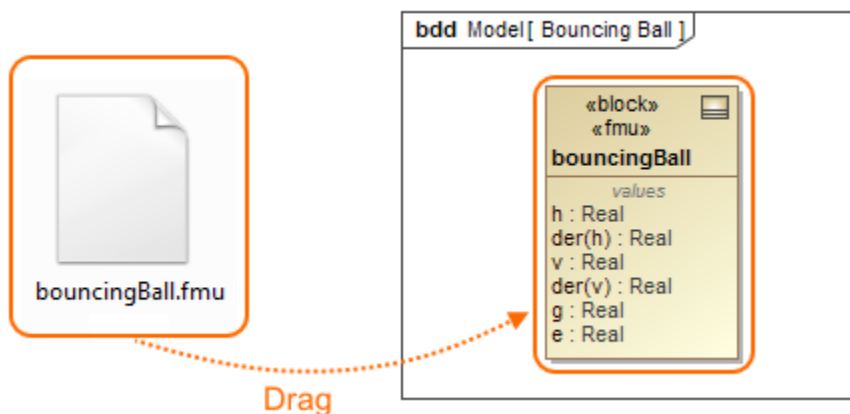 bdd Model[ Bouncing Ball ]
«block»
«fmu»
bouncingBall
values
h : Real
der(h) : Real
v : Real
der(v) : Real
g : Real
e : Real
bouncingBall.fmu
Drag